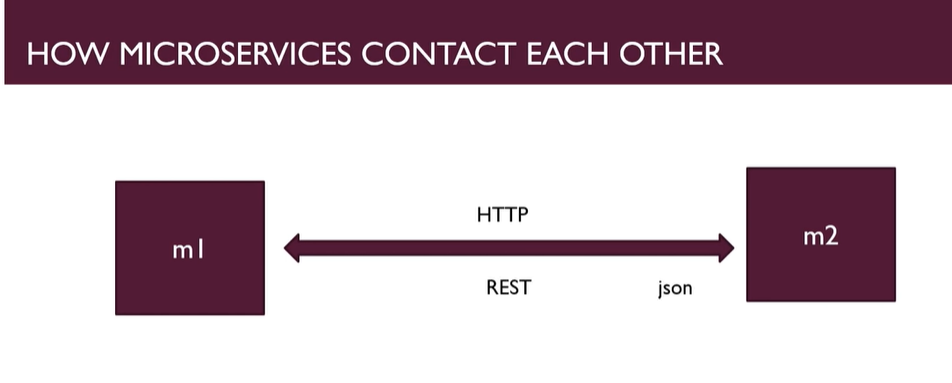 HOW MICROSERVICES CONTACT EACH OTHER
m1
HTTP
m2
REST
json